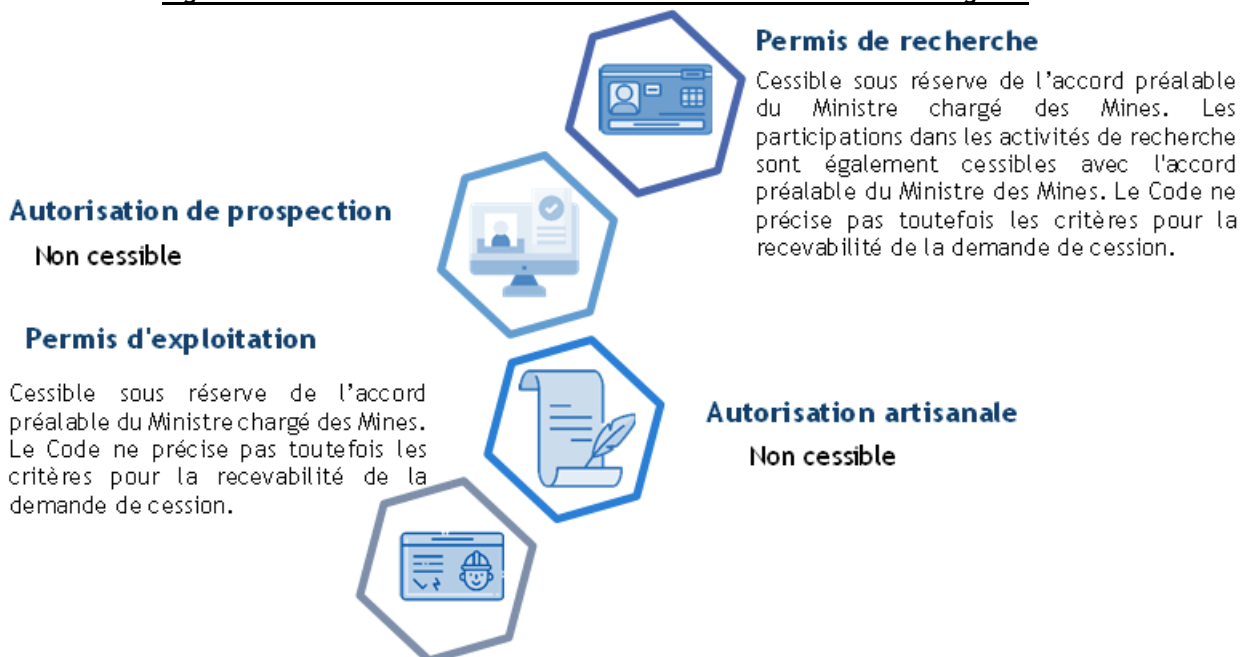 Permis de recherche
Cessible sous réserve de l’accord préalable
du Ministre chargé des Mines. Les
participations dans les activités de recherche
sont également cessibles avec l'accord
préalable du Ministre des Mines. Le Code ne
précise pas toutefois les critères pour la
recevabilité de la demande de cession.
Autorisation de prospection
Non cessible
Permis d'exploitation
Cessible sous réserve de l’accord
préalable du Ministre chargé des Mines.
Le Code ne précise pas toutefois les
critères pour la recevabilité de la
demande de cession.
Autorisation artisanale
Non cessible